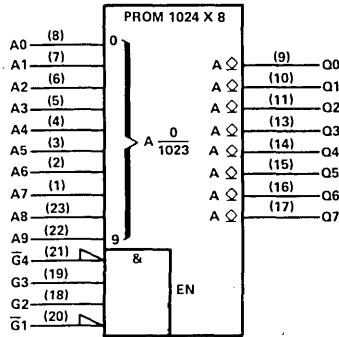 PROM 1024 X 8
A0 (8) 0
A1 (7)
A2 (6)
A3 (5)
A4 (4)
A5 (3)
A6 (2)
A7 (1)
A8 (23)
A9 (22) 9
A 0
1023
A (9) Q0
A (10) Q1
A (11) Q2
A (13) Q3
A (14) Q4
A (15) Q5
A (16) Q6
A (17) Q7
G̅4 (21) &
G3 (19)
EN
G2 (18)
G̅1 (20)